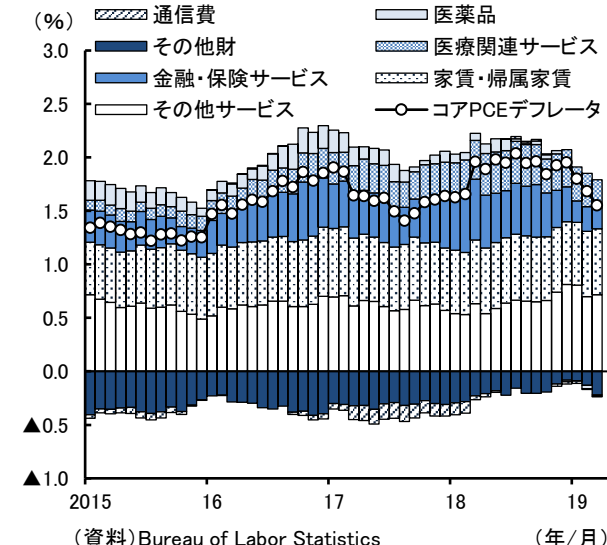 (%)
通信費 医薬品
その他財 医療関連サービス
金融・保険サービス 家賃・帰属家賃
その他サービス コアPCEデフレータ
3.0
2.5
2.0
1.5
1.0
0.5
0.0
▲0.5
▲1.0
2015 16 17 18 19
(資料)Bureau of Labor Statistics (年/月)